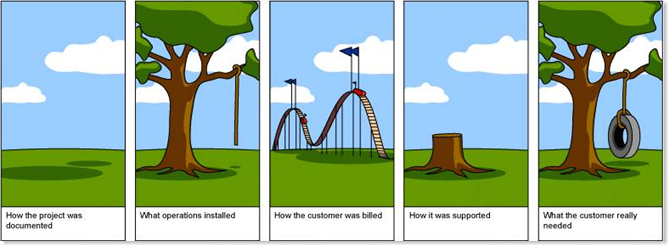 How the project was
documented
What operations installed
How the customer was billed
How it was supported
What the customer really
needed